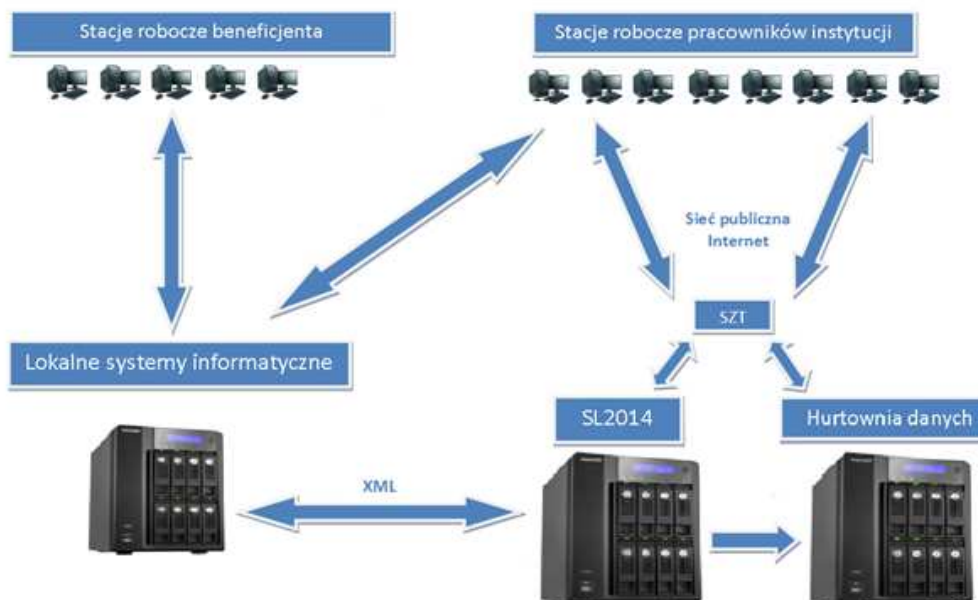 Stacje robocze beneficjenta
Stacje robocze pracowników instytucji
Sieć publiczna
Internet
SZT
Lokalne systemy informatyczne
SL2014
Hurtownia danych
XML